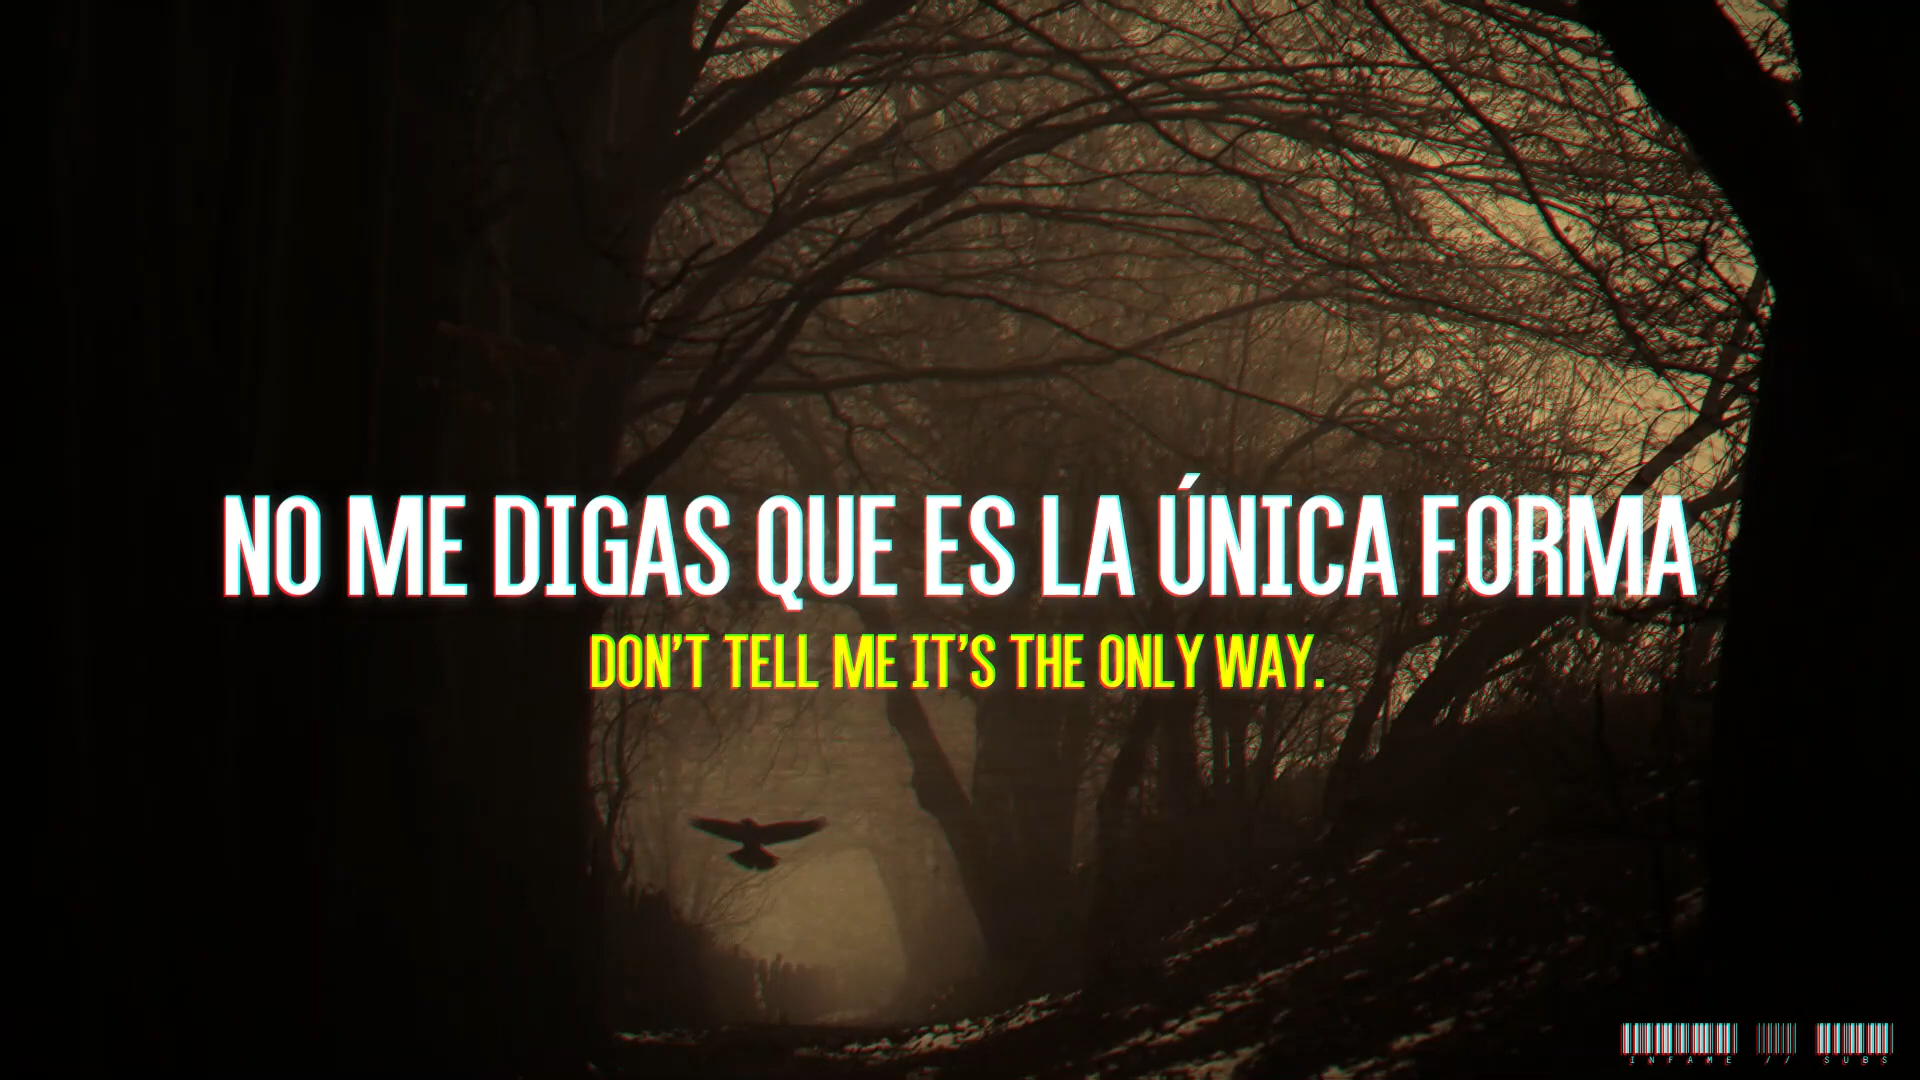 NO ME DIGAS QUE ES LA ÚNICA FORMA
DON'T TELL ME IT'S THE ONLY WAY.
INFAME // SUBS